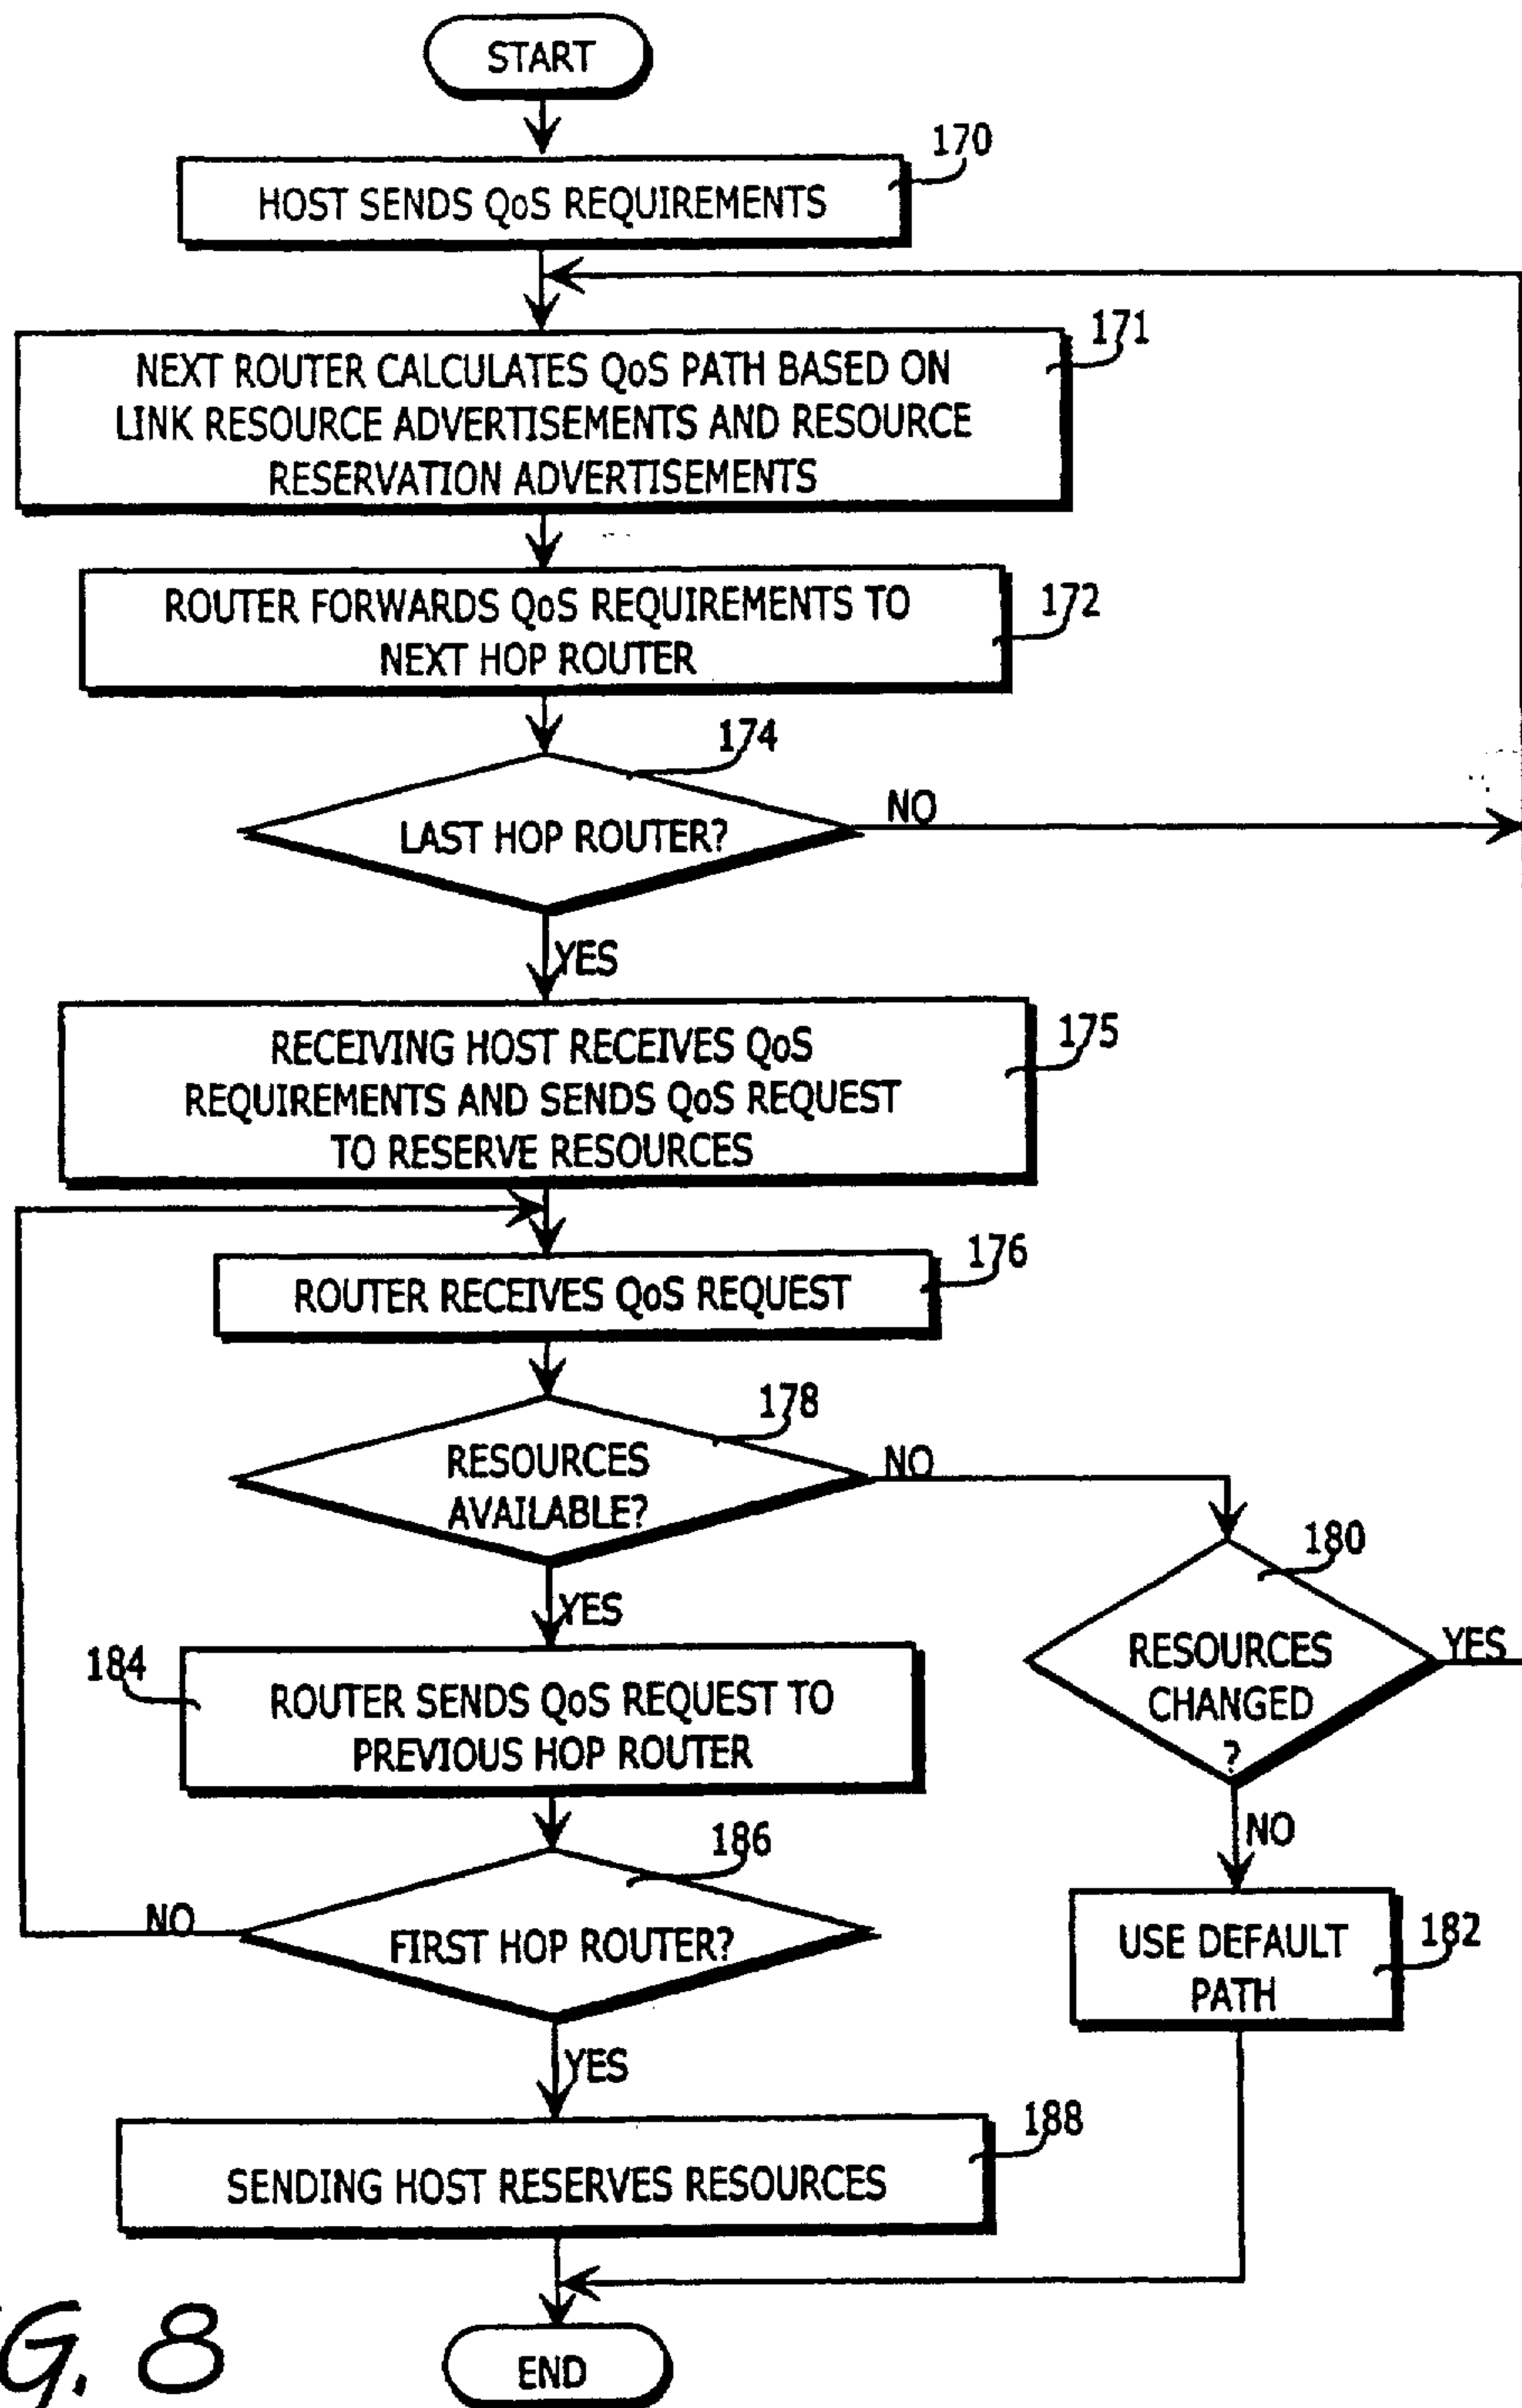 START
170
HOST SENDS QoS REQUIREMENTS
171
NEXT ROUTER CALCULATES QoS PATH BASED ON
LINK RESOURCE ADVERTISEMENTS AND RESOURCE
RESERVATION ADVERTISEMENTS
172
ROUTER FORWARDS QoS REQUIREMENTS TO
NEXT HOP ROUTER
174
NO
LAST HOP ROUTER?
YES
175
RECEIVING HOST RECEIVES QoS
REQUIREMENTS AND SENDS QoS REQUEST
TO RESERVE RESOURCES
176
ROUTER RECEIVES QoS REQUEST
178
NO
RESOURCES
AVAILABLE?
180
YES
RESOURCES
CHANGED
?
YES
184
ROUTER SENDS QoS REQUEST TO
PREVIOUS HOP ROUTER
NO
186
NO
FIRST HOP ROUTER?
182
USE DEFAULT
PATH
YES
188
SENDING HOST RESERVES RESOURCES
END
G. 8